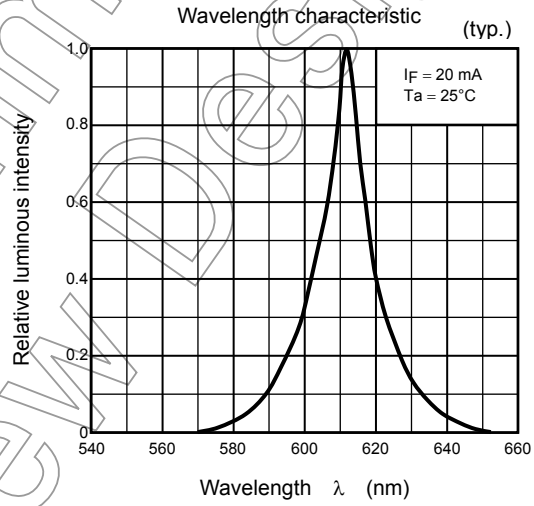 Wavelength characteristic
(typ.)
IF = 20 mA
Ta = 25°C
1.0
0.8
0.6
0.4
0.2
0
Relative luminous intensity
540 560 580 600 620 640 660
Wavelength λ (nm)